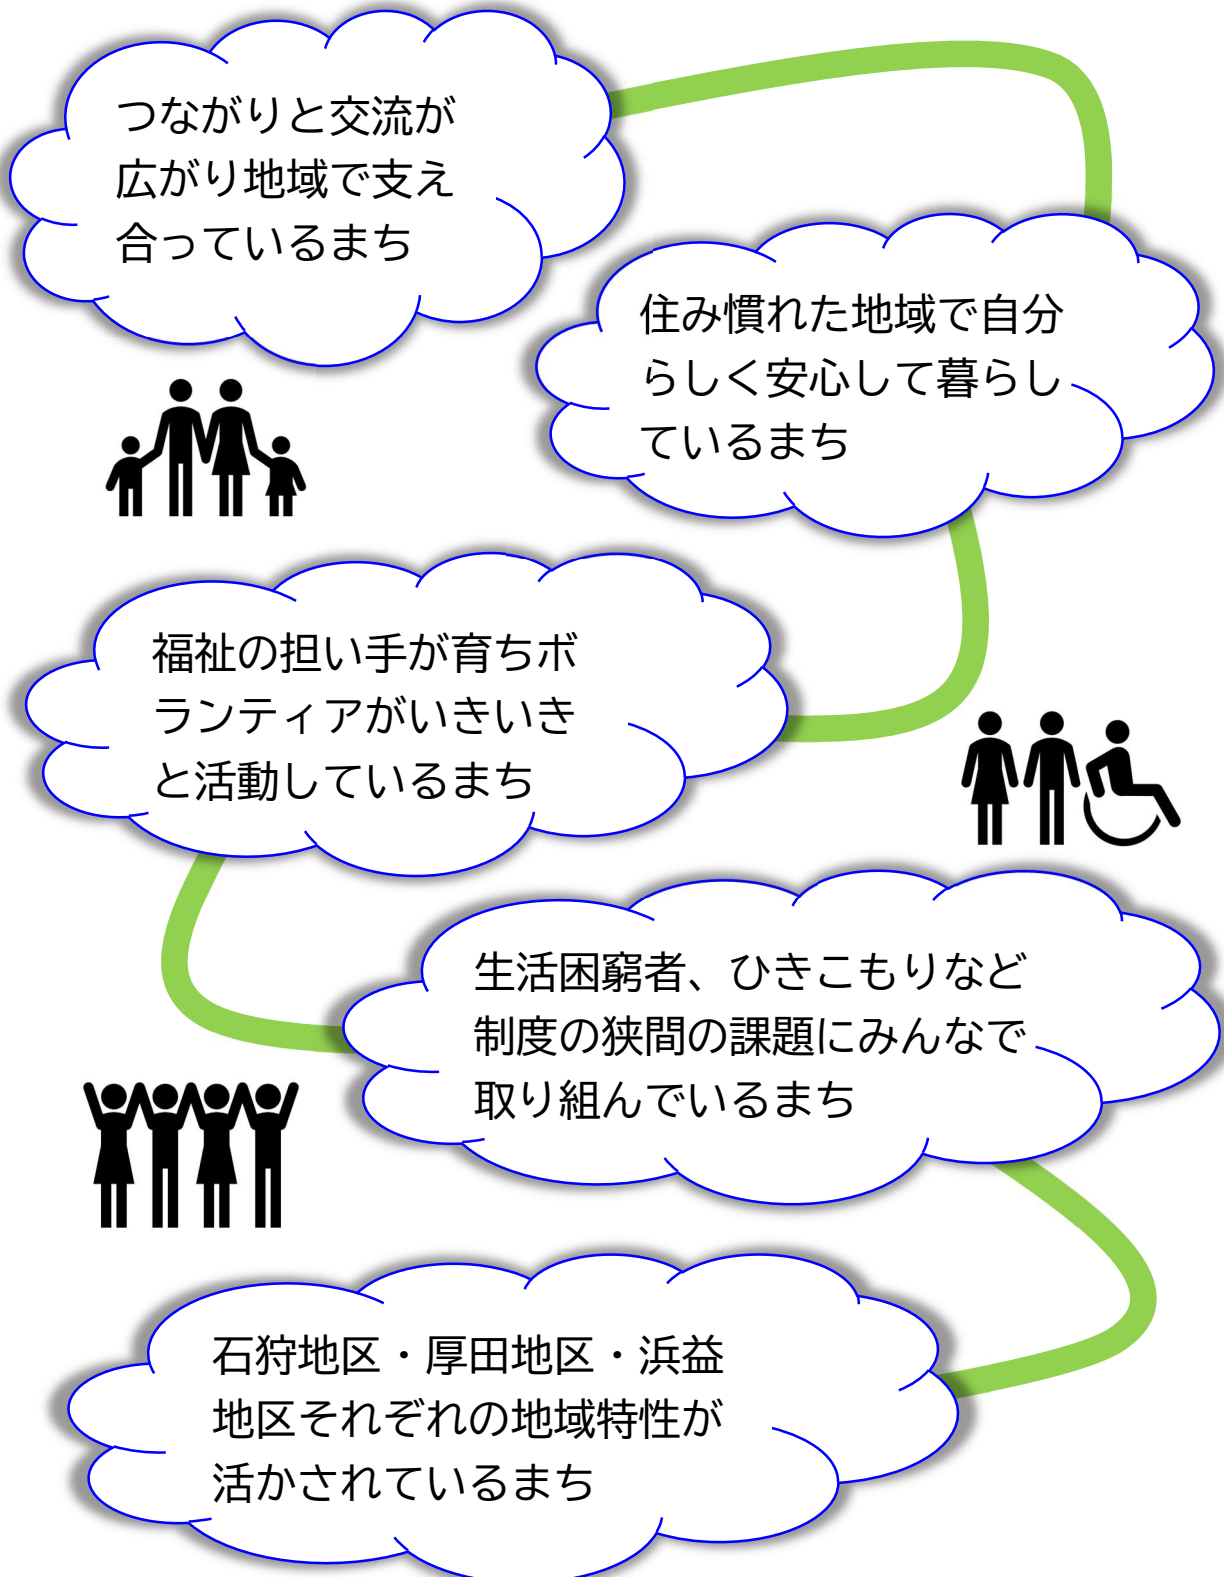 つながりと交流が
広がり地域で支え
合っているまち
住み慣れた地域で自分
らしく安心して暮らし
ているまち
福祉の担い手が育ちボ
ランティアがいきいき
と活動しているまち
生活困窮者、ひきこもりなど
制度の狭間の課題にみんなで
取り組んでいるまち
石狩地区・厚田地区・浜益
地区それぞれの地域特性が
活かされているまち